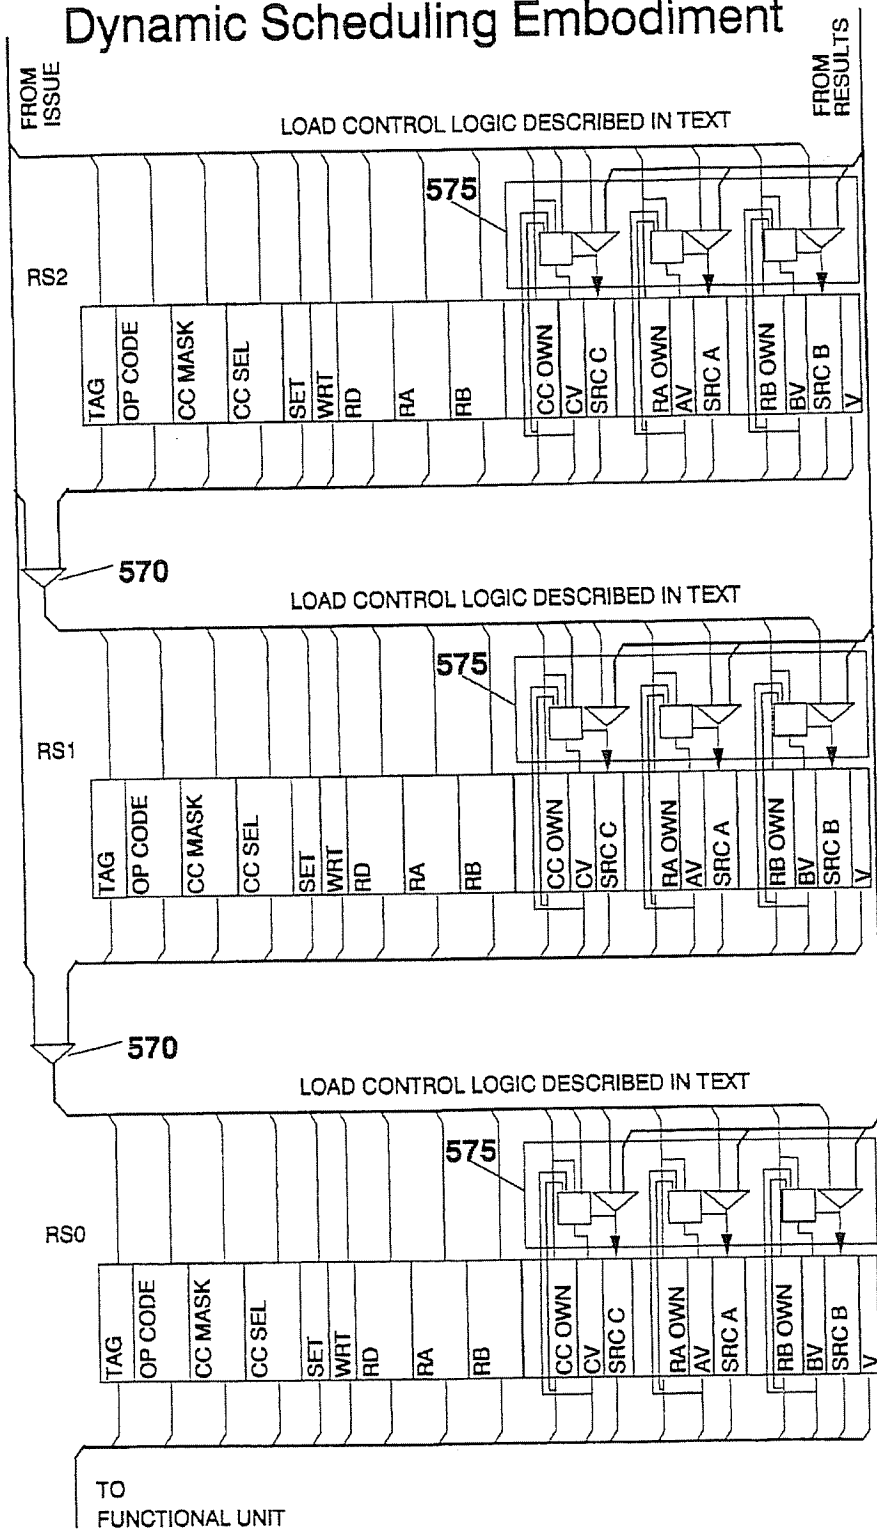 Dynamic Scheduling Embodiment
FROM
ISSUE
FROM
RESULTS
LOAD CONTROL LOGIC DESCRIBED IN TEXT
575
RS2
TAG
OP CODE
CC MASK
CC SEL
SET
WRT
RD
RA
RB
CC OWN
CV
SRC C
RA OWN
AV
SRC A
RB OWN
BV
SRC B
V
570
LOAD CONTROL LOGIC DESCRIBED IN TEXT
575
RS1
TAG
OP CODE
CC MASK
CC SEL
SET
WRT
RD
RA
RB
CC OWN
CV
SRC C
RA OWN
AV
SRC A
RB OWN
BV
SRC B
V
570
LOAD CONTROL LOGIC DESCRIBED IN TEXT
575
RS0
TAG
OP CODE
CC MASK
CC SEL
SET
WRT
RD
RA
RB
CC OWN
CV
SRC C
RA OWN
AV
SRC A
RB OWN
BV
SRC B
V
TO
FUNCTIONAL UNIT